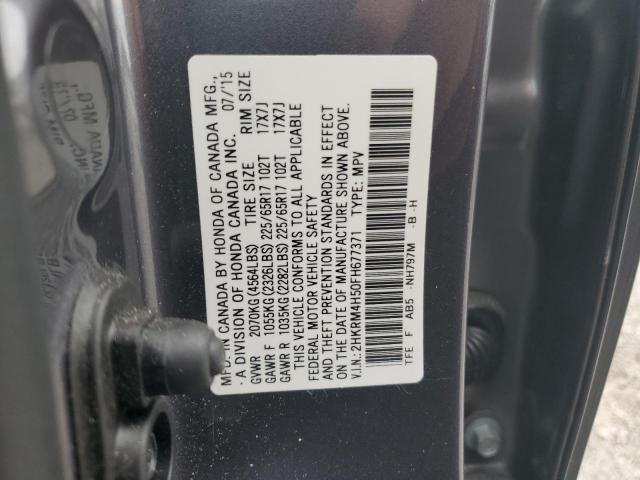 MFD. IN CANADA BY HONDA OF CANADA MFG.,
A DIVISION OF HONDA CANADA INC. 07/'15
GVWR 2070KG(4564LBS) TIRE SIZE RIM SIZE
GAWR F 1055KG(2326LBS) 225/65R17 102T 17X7J
GAWR R 1035KG(2282LBS) 225/65R17 102T 17X7J
THIS VEHICLE CONFORMS TO ALL APPLICABLE
FEDERAL MOTOR VEHICLE SAFETY
AND THEFT PREVENTION STANDARDS IN EFFECT
ON THE DATE OF MANUFACTURE SHOWN ABOVE.
V.I.N.: 2HKRM4H50FH677371 TYPE: MPV
TFE F AB5 -NH797M -B -H